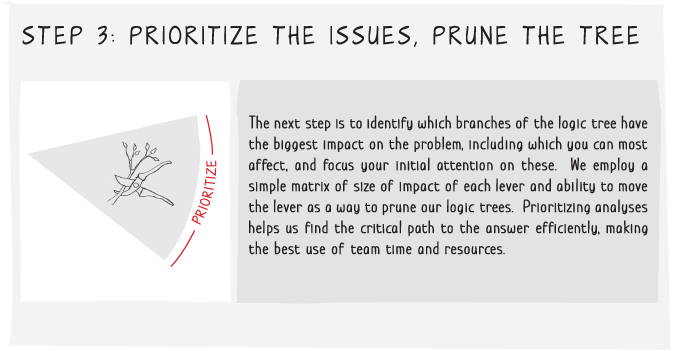 STEP 3: PRIORITIZE THE ISSUES, PRUNE THE TREE
PRIORITIZE
The next step is to identify which branches of the logic tree have
the biggest impact on the problem, including which you can most
affect, and focus your initial attention on these. We employ a
simple matrix of size of impact of each lever and ability to move
the lever as a way to prune our logic trees. Prioritizing analyses
helps us find the critical path to the answer efficiently, making
the best use of team time and resources.